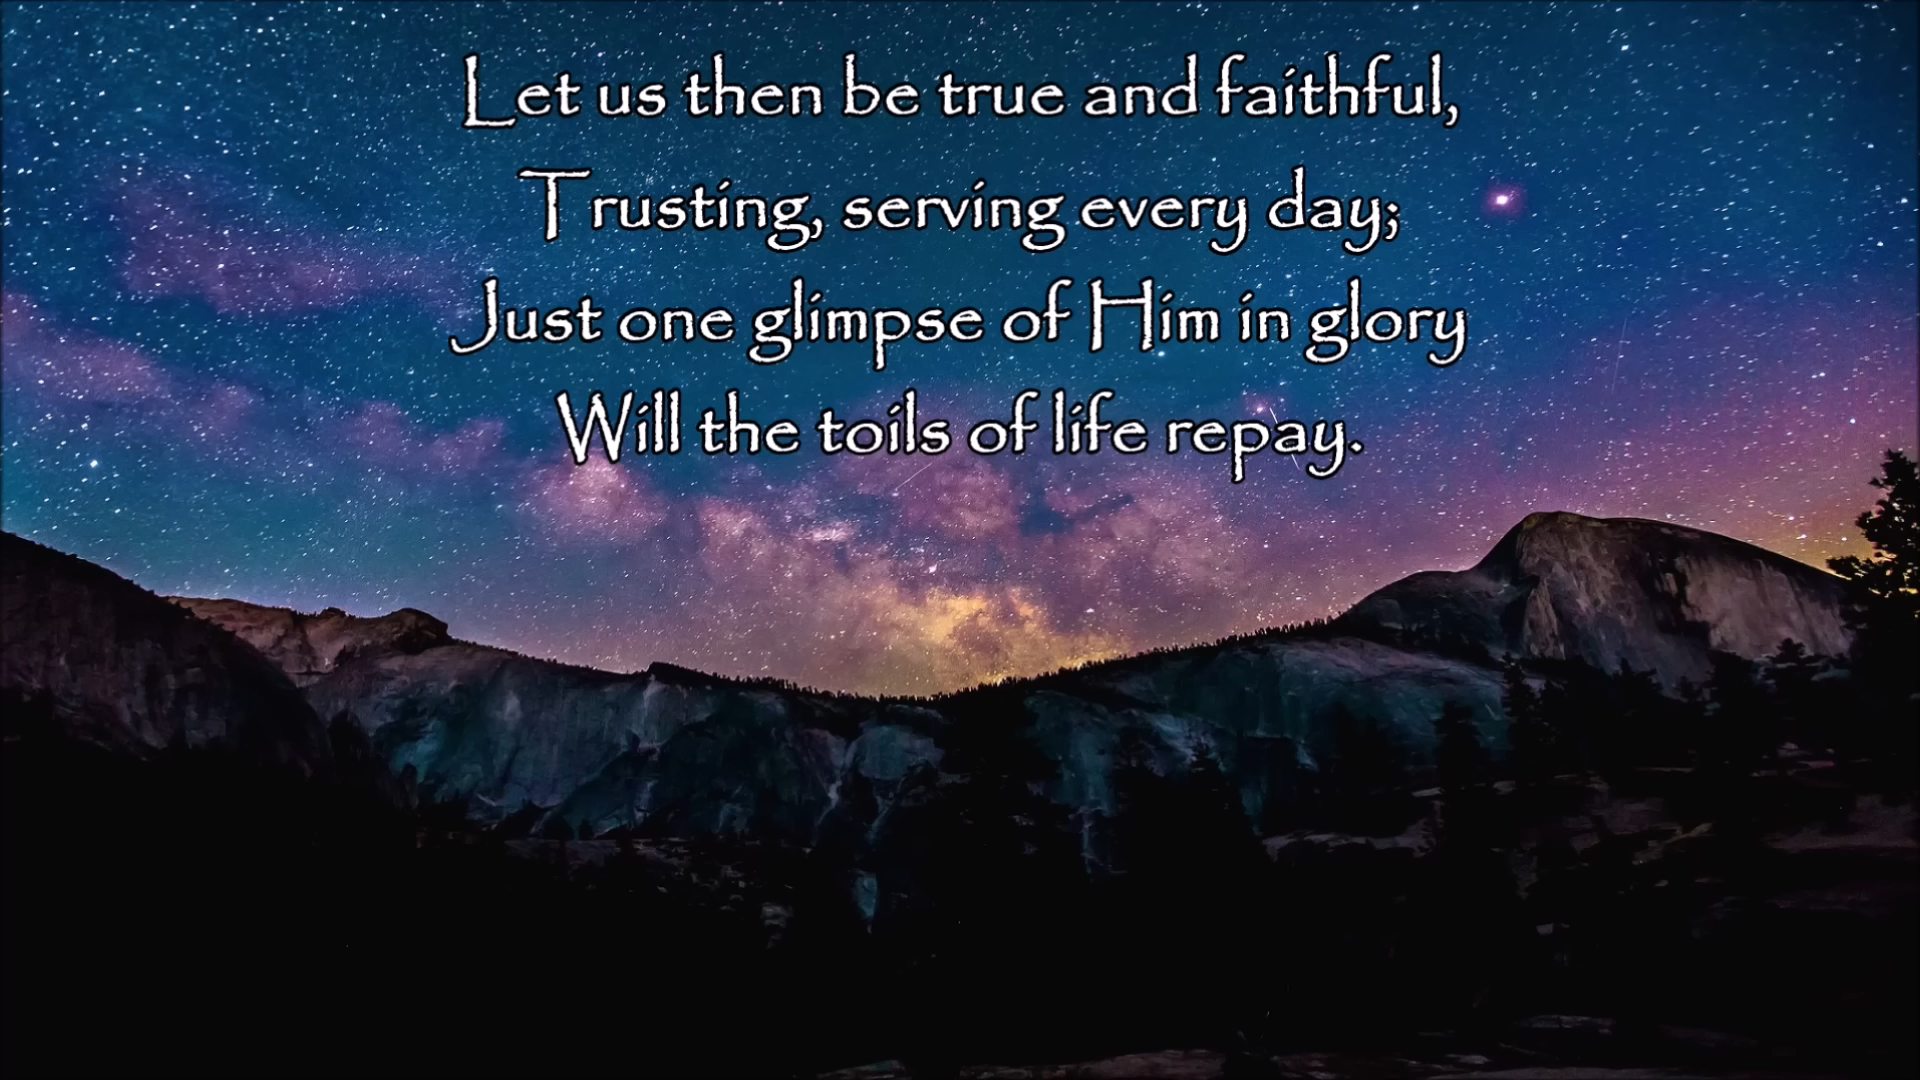 Let us then be true and faithful,
Trusting, serving every day;
Just one glimpse of Him in glory
Will the toils of life repay.